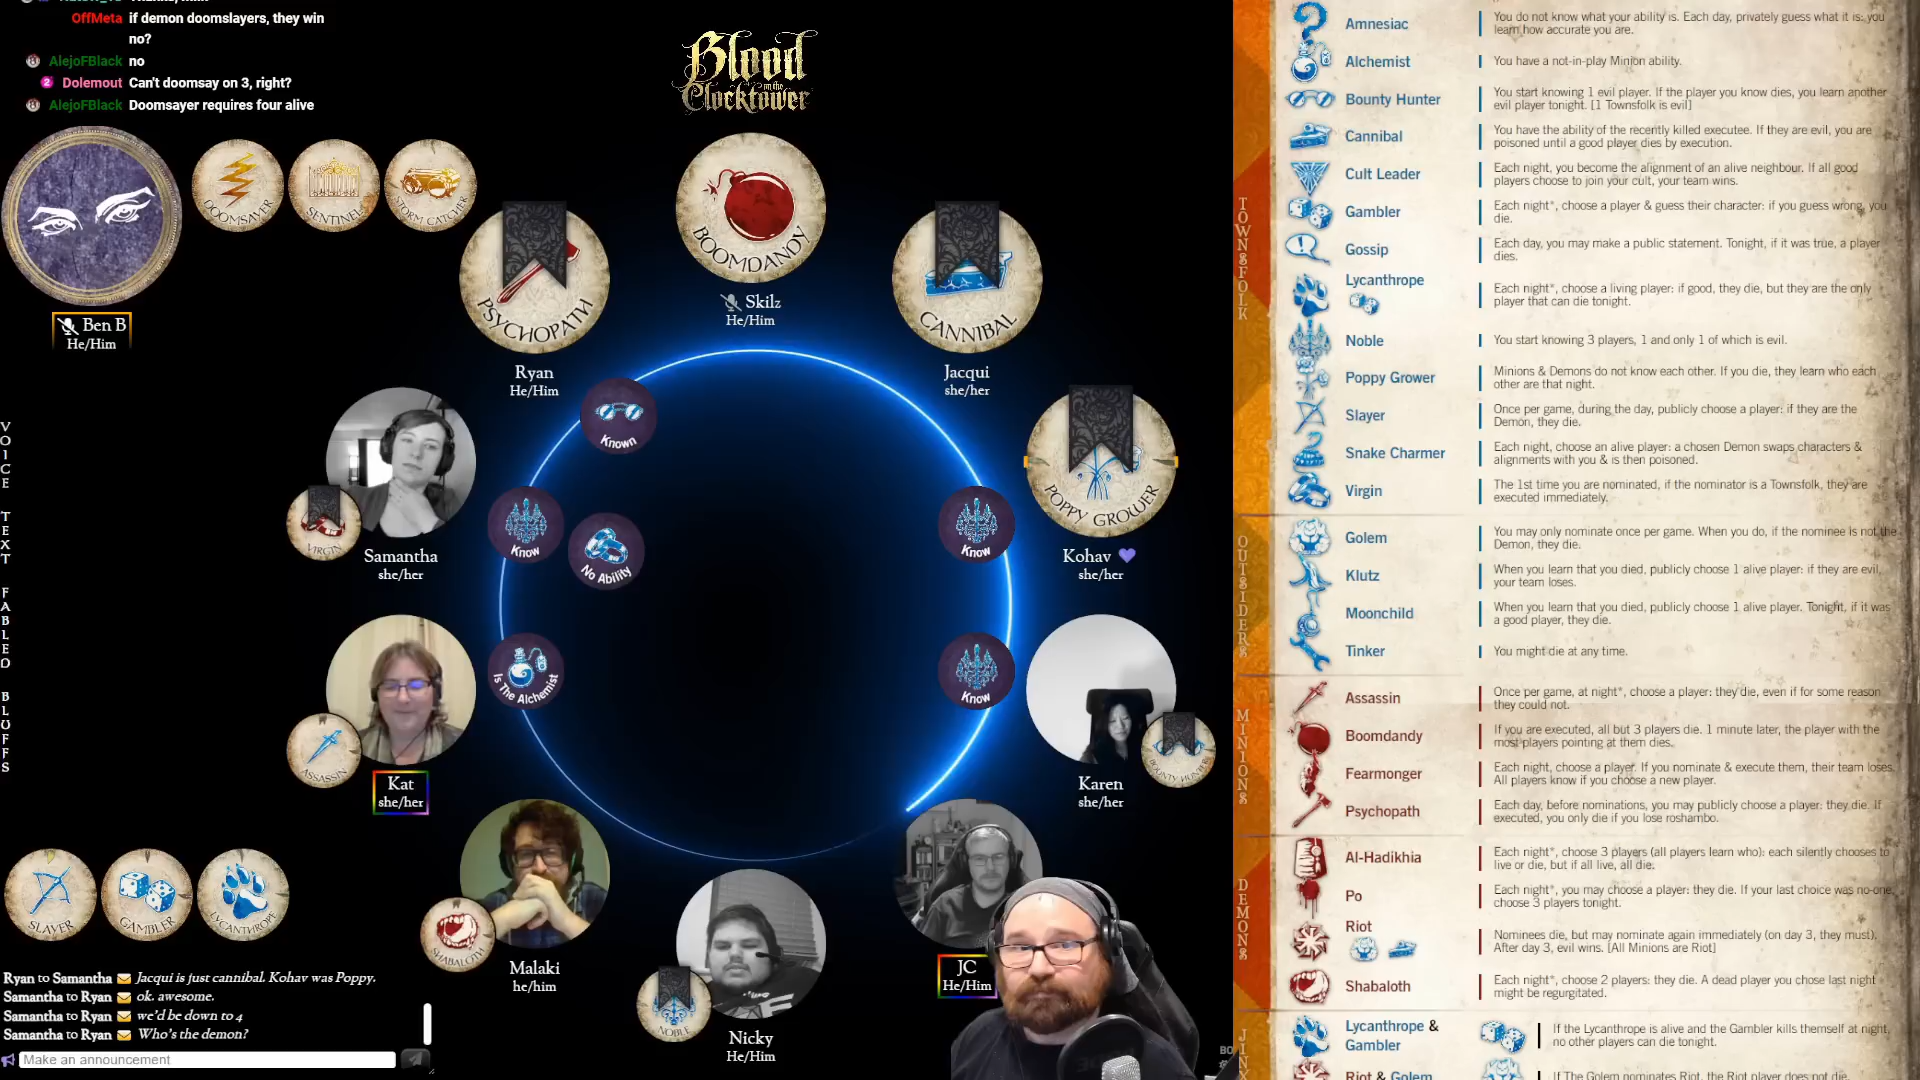 OffMeta if demon doomslayers, they win
no?
AlejoFBlack no
2 Dolemout Can't doomsay on 3, right?
AlejoFBlack Doomsayer requires four alive
Blood
on the
Clocktower
DOOMSAYER
SENTINEL
STORM CATCHER
Ben B
He/Him
PSYCHOPATH
Ryan
He/Him
BOOMDANDY
Skilz
He/Him
CANNIBAL
Jacqui
she/her
POPPY GROWER
Kohav
she/her
Known
Know
No Ability
Know
Know
Is The Alchemist
VIRGIN
Samantha
she/her
ASSASSIN
Kat
she/her
BOUNTY HUNTER
Karen
she/her
SHABALOTH
Malaki
he/him
NOBLE
Nicky
He/Him
JC
He/Him
VOICE TEXT FABLED BLUFFS
SLAYER
GAMBLER
LYCANTHROPE
Ryan to Samantha Jacqui is just cannibal. Kohav was Poppy.
Samantha to Ryan ok. awesome.
Samantha to Ryan we'd be down to 4
Samantha to Ryan Who's the demon?
Make an announcement
TOWNSFOLK
Amnesiac
You do not know what your ability is. Each day, privately guess what it is: you
learn how accurate you are.
Alchemist
You have a not-in-play Minion ability.
Bounty Hunter
You start knowing 1 evil player. If the player you know dies, you learn another
evil player tonight. [1 Townsfolk is evil]
Cannibal
You have the ability of the recently killed executee. If they are evil, you are
poisoned until a good player dies by execution.
Cult Leader
Each night, you become the alignment of an alive neighbour. If all good
players choose to join your cult, your team wins.
Gambler
Each night*, choose a player & guess their character: if you guess wrong, you
die.
Gossip
Each day, you may make a public statement. Tonight, if it was true, a player
dies.
Lycanthrope
Each night*, choose a living player: if good, they die, but they are the only
player that can die tonight.
Noble
You start knowing 3 players, 1 and only 1 of which is evil.
Poppy Grower
Minions & Demons do not know each other. If you die, they learn who each
other are that night.
Slayer
Once per game, during the day, publicly choose a player: if they are the
Demon, they die.
Snake Charmer
Each night, choose an alive player: a chosen Demon swaps characters &
alignments with you & is then poisoned.
Virgin
The 1st time you are nominated, if the nominator is a Townsfolk, they are
executed immediately.
OUTSIDERS
Golem
You may only nominate once per game. When you do, if the nominee is not the
Demon, they die.
Klutz
When you learn that you died, publicly choose 1 alive player: if they are evil,
your team loses.
Moonchild
When you learn that you died, publicly choose 1 alive player. Tonight, if it was
a good player, they die.
Tinker
You might die at any time.
MINIONS
Assassin
Once per game, at night*, choose a player: they die, even if for some reason
they could not.
Boomdandy
If you are executed, all but 3 players die. 1 minute later, the player with the
most players pointing at them dies.
Fearmonger
Each night, choose a player. If you nominate & execute them, their team loses.
All players know if you choose a new player.
Psychopath
Each day, before nominations, you may publicly choose a player: they die. If
executed, you only die if you lose roshambo.
DEMONS
Al-Hadikhia
Each night*, choose 3 players (all players learn who): each silently chooses to
live or die, but if all live, all die.
Po
Each night*, you may choose a player: they die. If your last choice was no-one,
choose 3 players tonight.
Riot
Nominees die, but may nominate again immediately (on day 3, they must).
After day 3, evil wins. [All Minions are Riot]
Shabaloth
Each night*, choose 2 players: they die. A dead player you chose last night
might be regurgitated.
JINX
Lycanthrope &
Gambler
If the Lycanthrope is alive and the Gambler kills themself at night,
no other players can die tonight.
Riot & Golem
If The Golem nominates Riot, the Riot player does not die.